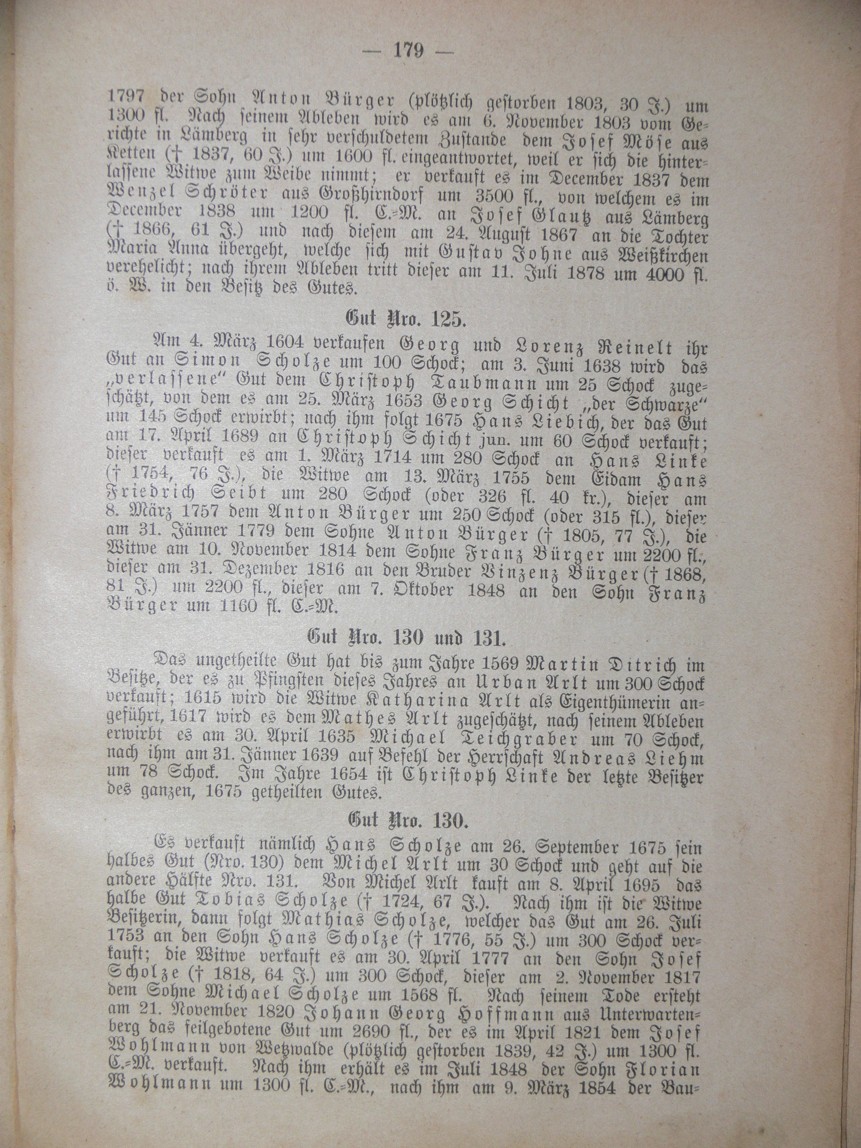 — 179 —
1797 der Sohn Anton Bürger (plötzlich gestorben 1803, 30 J.) um
1300 fl. Nach seinem Ableben wird es am 6. November 1803 vom Ge-
richte in Lämberg in sehr verschuldetem Zustande dem Josef Möse aus
Ketten († 1837, 60 J.) um 1600 fl. eingeantwortet, weil er sich die hinter-
lassene Witwe zum Weibe nimmt; er verkauft es im December 1837 dem
Wenzel Schröter aus Großhirndorf um 3500 fl., von welchem es im
December 1838 um 1200 fl. C.-M. an Josef Glautz aus Lämberg
(† 1866, 61 J.) und nach diesem am 24. August 1867 an die Tochter
Maria Anna übergeht, welche sich mit Gustav Johne aus Weißkirchen
verehelicht; nach ihrem Ableben tritt dieser am 11. Juli 1878 um 4000 fl.
ö. W. in den Besitz des Gutes.
Gut Nro. 125.
Am 4. März 1604 verkaufen Georg und Lorenz Reinelt ihr
Gut an Simon Scholze um 100 Schock; am 3. Juni 1638 wird das
„verlassene“ Gut dem Christoph Taubmann um 25 Schock zuge-
schätzt, von dem es am 25. März 1653 Georg Schicht „der Schwarze“
um 145 Schock erwirbt; nach ihm folgt 1675 Hans Liebich, der das Gut
am 17. April 1689 an Christoph Schicht jun. um 60 Schock verkauft;
dieser verkauft es am 1. März 1714 um 280 Schock an Hans Linke
(† 1754, 76 J.), die Witwe am 13. März 1755 dem Eidam Hans
Friedrich Seibt um 280 Schock (oder 326 fl. 40 kr.), dieser am
8. März 1757 dem Anton Bürger um 250 Schock (oder 315 fl.), dieser
am 31. Jänner 1779 dem Sohne Anton Bürger († 1805, 77 J.), die
Witwe am 10. November 1814 dem Sohne Franz Bürger um 2200 fl.,
dieser am 31. Dezember 1816 an den Bruder Vinzenz Bürger († 1868,
81 J.) um 2200 fl., dieser am 7. Oktober 1848 an den Sohn Franz
Bürger um 1160 fl. C.-M.
Gut Nro. 130 und 131.
Das ungetheilte Gut hat bis zum Jahre 1569 Martin Ditrich im
Besitze, der es zu Pfingsten dieses Jahres an Urban Arlt um 300 Schock
verkauft; 1615 wird die Witwe Katharina Arlt als Eigenthümerin an-
geführt, 1617 wird es dem Mathes Arlt zugeschätzt, nach seinem Ableben
erwirbt es am 30. April 1635 Michael Teichgraber um 70 Schock,
nach ihm am 31. Jänner 1639 auf Befehl der Herrschaft Andreas Liehm
um 78 Schock. Im Jahre 1654 ist Christoph Linke der letzte Besitzer
des ganzen, 1675 getheilten Gutes.
Gut Nro. 130.
Es verkauft nämlich Hans Scholze am 26. September 1675 sein
halbes Gut (Nro. 130) dem Michel Arlt um 30 Schock und geht auf die
andere Hälfte Nro. 131. Von Michel Arlt kauft am 8. April 1695 das
halbe Gut Tobias Scholze († 1724, 67 J.). Nach ihm ist die Witwe
Besitzerin, dann folgt Mathias Scholze, welcher das Gut am 26. Juli
1753 an den Sohn Hans Scholze († 1776, 55 J.) um 300 Schock ver-
kauft; die Witwe verkauft es am 30. April 1777 an den Sohn Josef
Scholze († 1818, 64 J.) um 300 Schock, dieser am 2. November 1817
dem Sohne Michael Scholze um 1568 fl. Nach seinem Tode ersteht
am 21. November 1820 Johann Georg Hoffmann aus Unterwarten-
berg das feilgebotene Gut um 2690 fl., der es im April 1821 dem Josef
Wohlmann von Wetzwalde (plötzlich gestorben 1839, 42 J.) um 1300 fl.
C.-M. verkauft. Nach ihm erhält es im Juli 1848 der Sohn Florian
Wohlmann um 1300 fl. C.-M., nach ihm am 9. März 1854 der Bau-